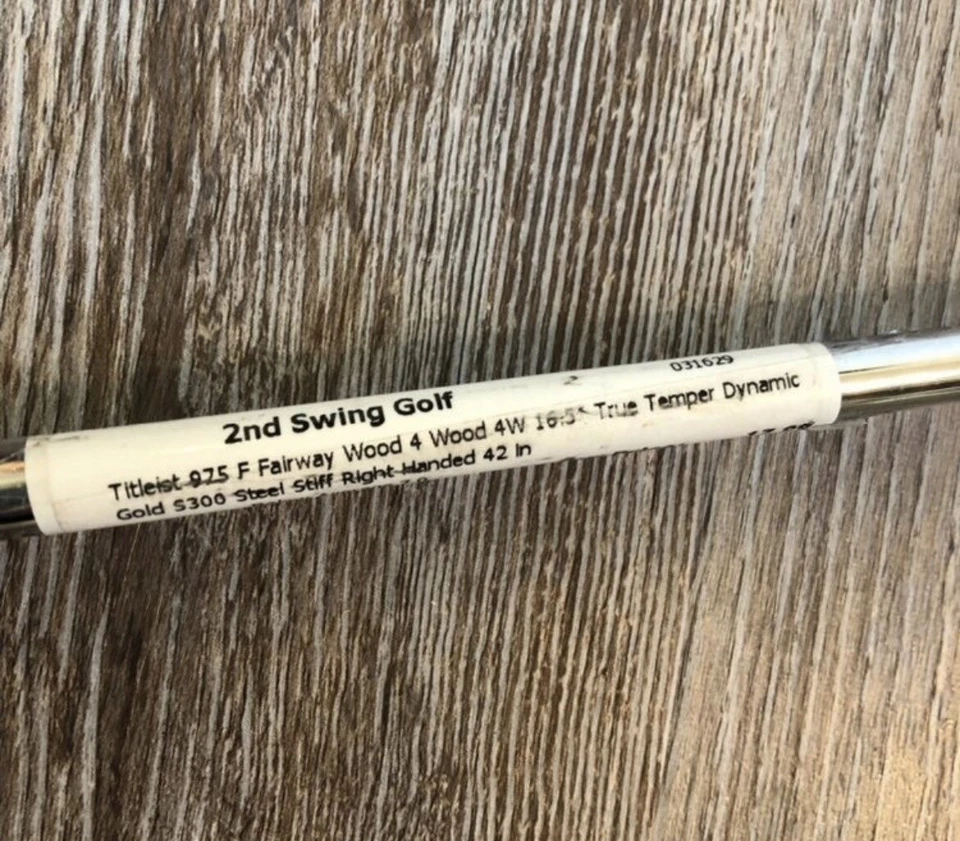 031629
2nd Swing Golf
Titleist 975 F Fairway Wood 4 Wood 4W 16.5° True Temper Dynamic
Gold S300 Steel Stiff Right Handed 42 In